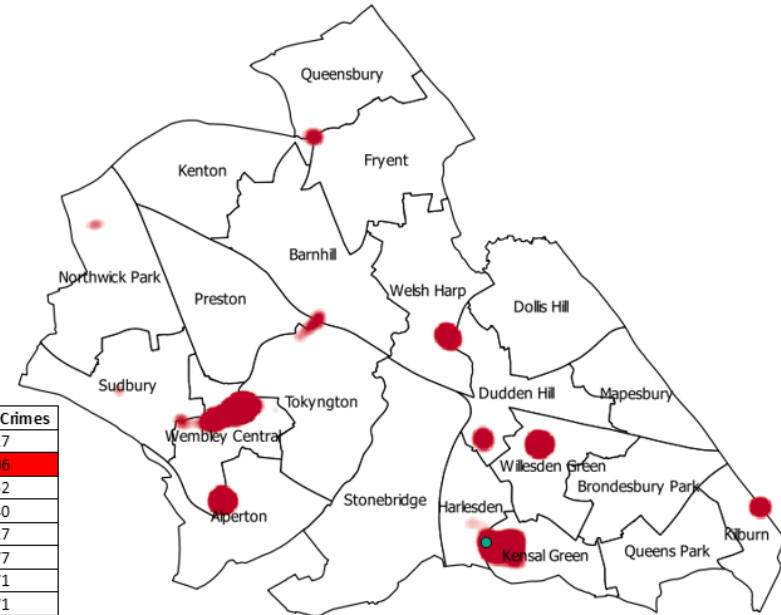 Queensbury
Fryent
Kenton
Barnhill
Northwick Park
Welsh Harp
Preston
Dollis Hill
Sudbury
Tokyngton
Dudden Hill
Mapesbury
Crimes
Wembley Central
Willesden Green
Brondesbury Park
Stonebridge
Harlesden
Alperton
Kilburn
Kensal Green
Queens Park